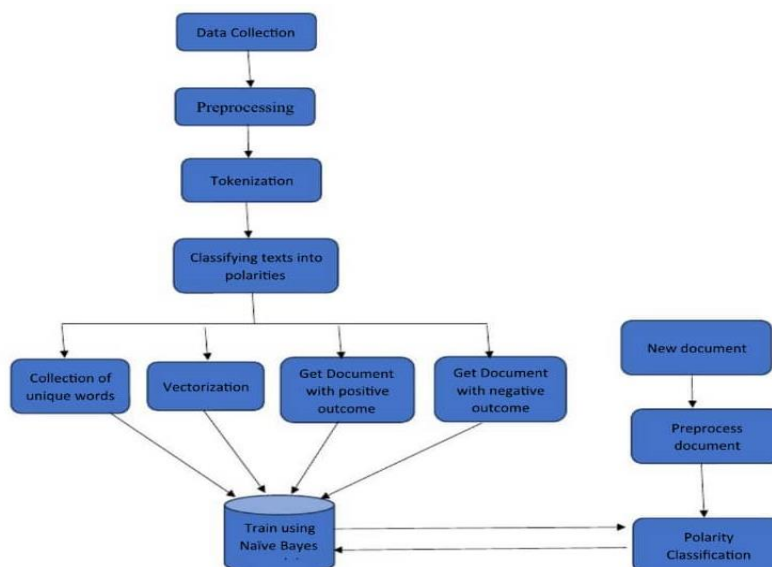 Data Collection
Preprocessing
Tokenization
Classifying texts into
polarities
Collection of
unique words
Vectorization
Get Document
with positive
outcome
Get Document
with negative
outcome
New document
Preprocess
document
Train using
Naïve Bayes
Polarity
Classification